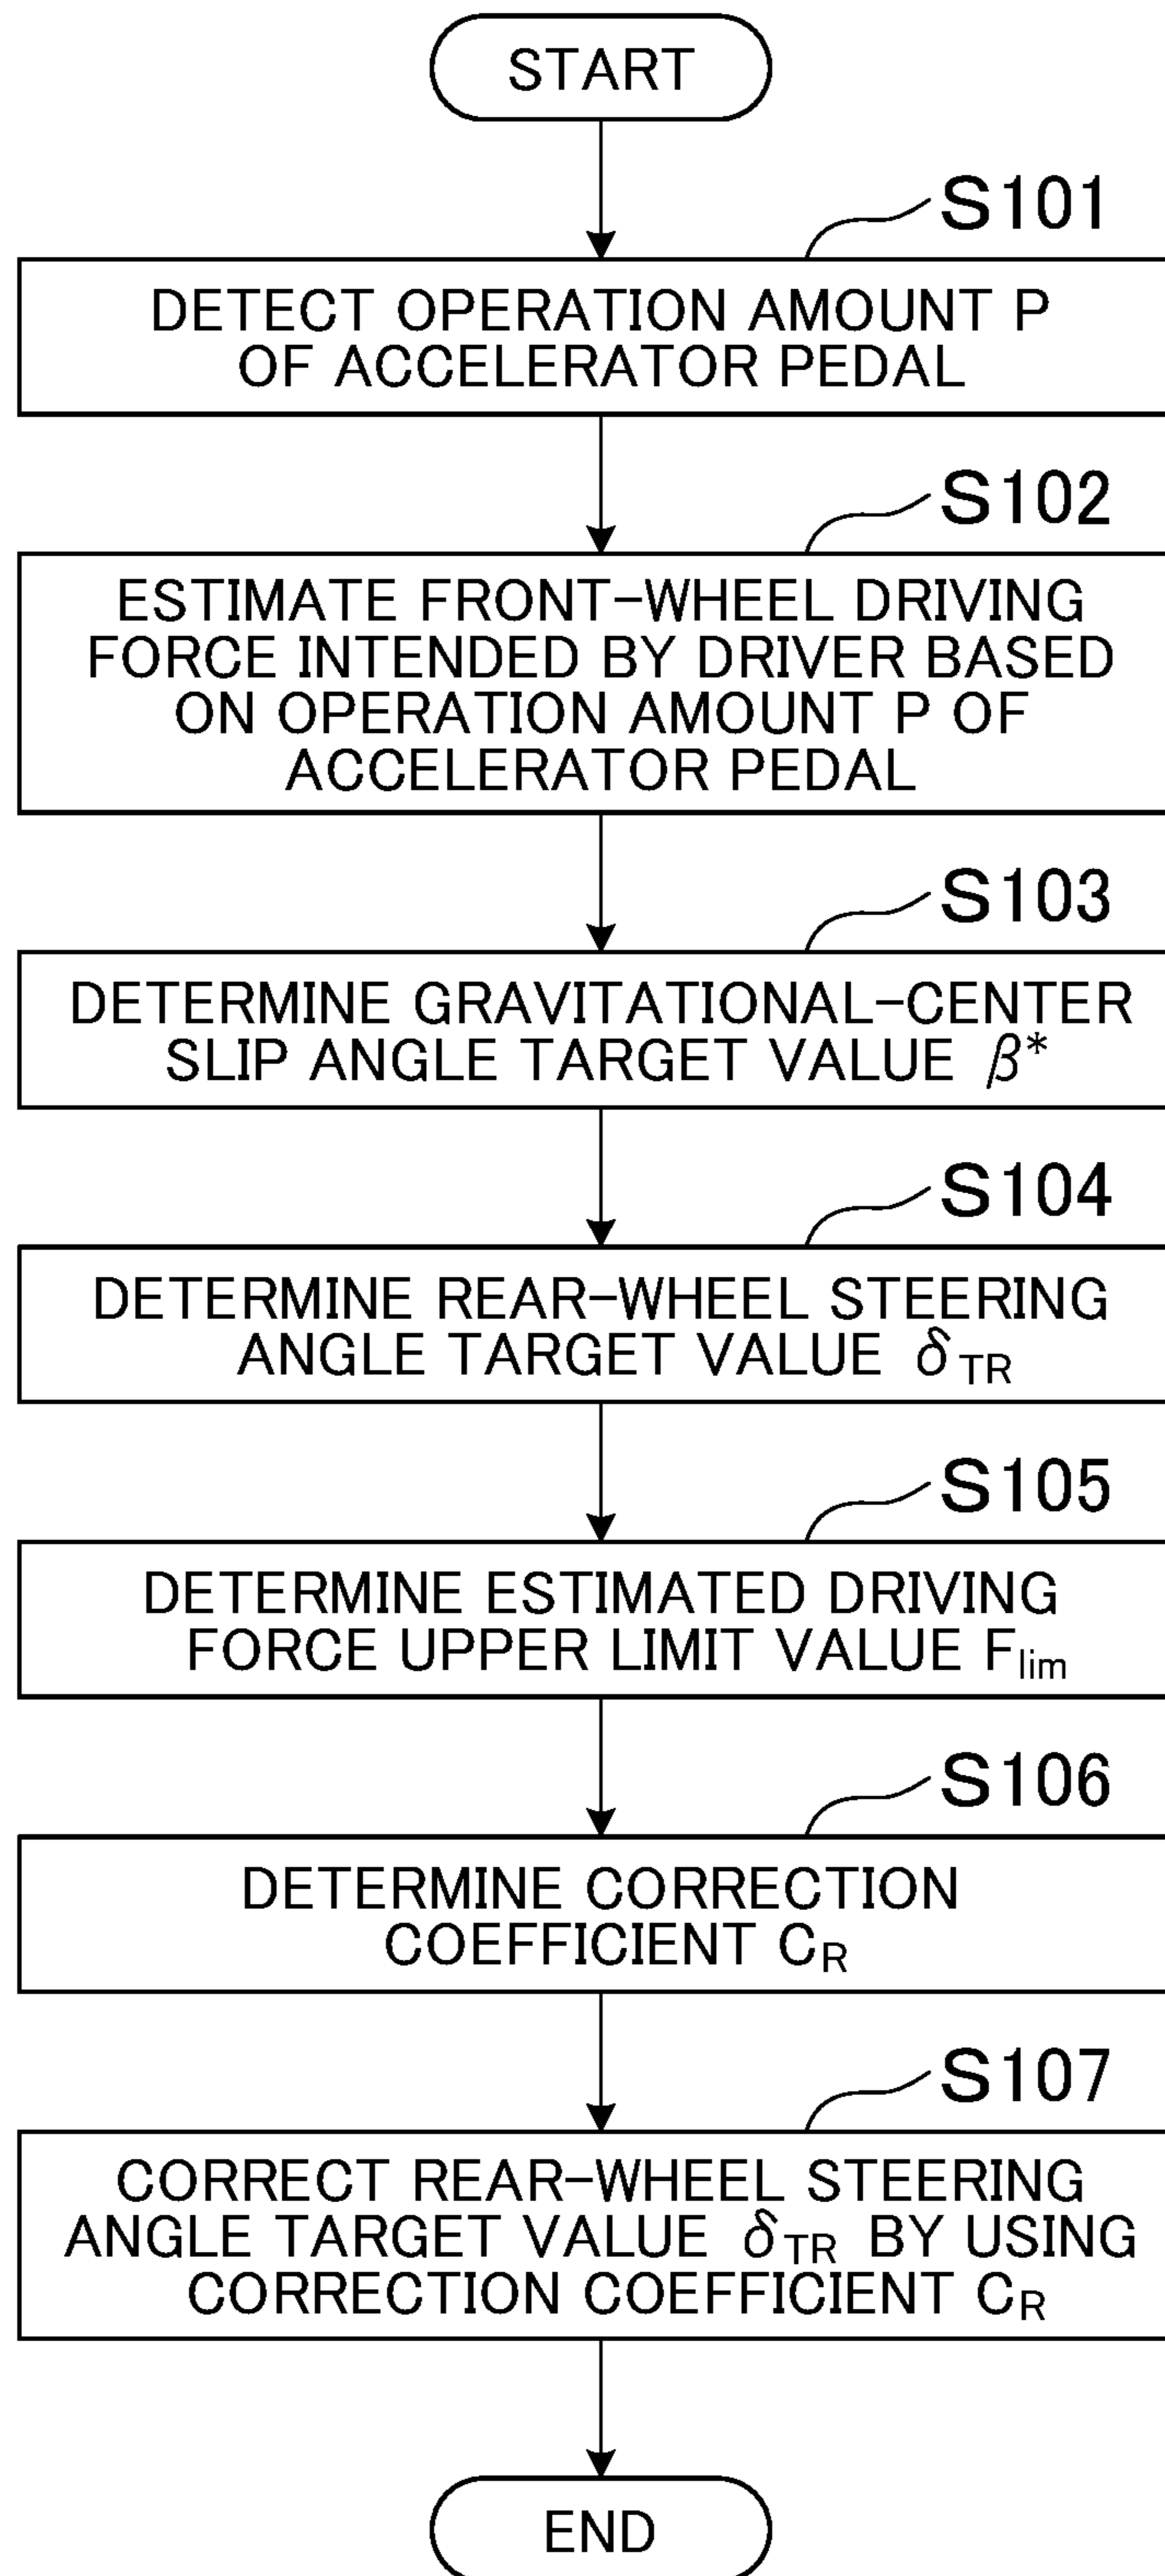 START
S101
DETECT OPERATION AMOUNT P
OF ACCELERATOR PEDAL
S102
ESTIMATE FRONT-WHEEL DRIVING
FORCE INTENDED BY DRIVER BASED
ON OPERATION AMOUNT P OF
ACCELERATOR PEDAL
S103
DETERMINE GRAVITATIONAL-CENTER
SLIP ANGLE TARGET VALUE β*
S104
DETERMINE REAR-WHEEL STEERING
ANGLE TARGET VALUE δTR
S105
DETERMINE ESTIMATED DRIVING
FORCE UPPER LIMIT VALUE Flim
S106
DETERMINE CORRECTION
COEFFICIENT CR
S107
CORRECT REAR-WHEEL STEERING
ANGLE TARGET VALUE δTR BY USING
CORRECTION COEFFICIENT CR
END